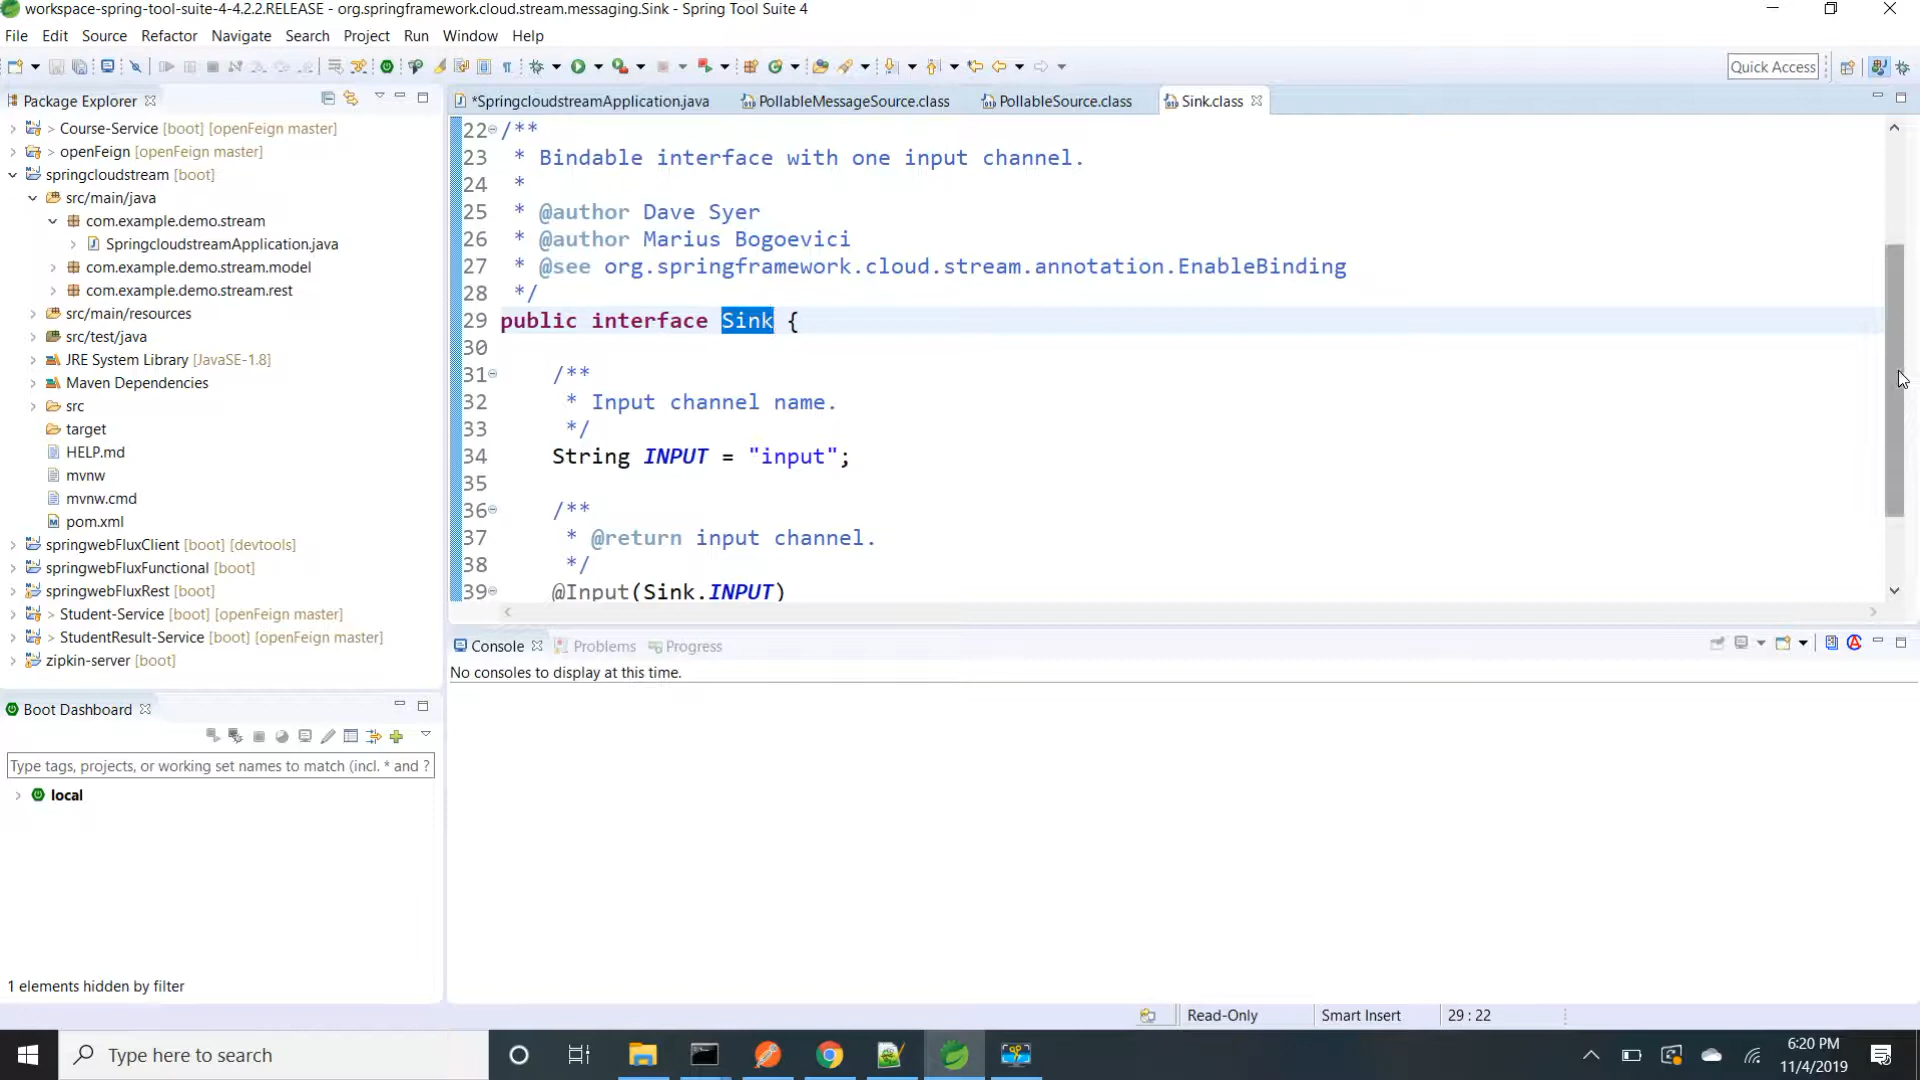 workspace-spring-tool-suite-4-4.2.2.RELEASE - org.springframework.cloud.stream.messaging.Sink - Spring Tool Suite 4
File Edit Source Refactor Navigate Search Project Run Window Help
Quick Access
Package Explorer
> Course-Service [boot] [openFeign master]
> openFeign [openFeign master]
springcloudstream [boot]
src/main/java
com.example.demo.stream
SpringcloudstreamApplication.java
com.example.demo.stream.model
com.example.demo.stream.rest
src/main/resources
src/test/java
JRE System Library [JavaSE-1.8]
Maven Dependencies
src
target
HELP.md
mvnw
mvnw.cmd
pom.xml
springwebFluxClient [boot] [devtools]
springwebFluxFunctional [boot]
springwebFluxRest [boot]
> Student-Service [boot] [openFeign master]
> StudentResult-Service [boot] [openFeign master]
zipkin-server [boot]
Boot Dashboard
Type tags, projects, or working set names to match (incl. * and ?
local
1 elements hidden by filter
*SpringcloudstreamApplication.java PollableMessageSource.class PollableSource.class Sink.class
22 /**
23 * Bindable interface with one input channel.
24 *
25 * @author Dave Syer
26 * @author Marius Bogoevici
27 * @see org.springframework.cloud.stream.annotation.EnableBinding
28 */
29 public interface Sink {
30
31 /**
32 * Input channel name.
33 */
34 String INPUT = "input";
35
36 /**
37 * @return input channel.
38 */
39 @Input(Sink.INPUT)
Console Problems Progress
No consoles to display at this time.
Read-Only Smart Insert 29 : 22
Type here to search
6:20 PM
11/4/2019